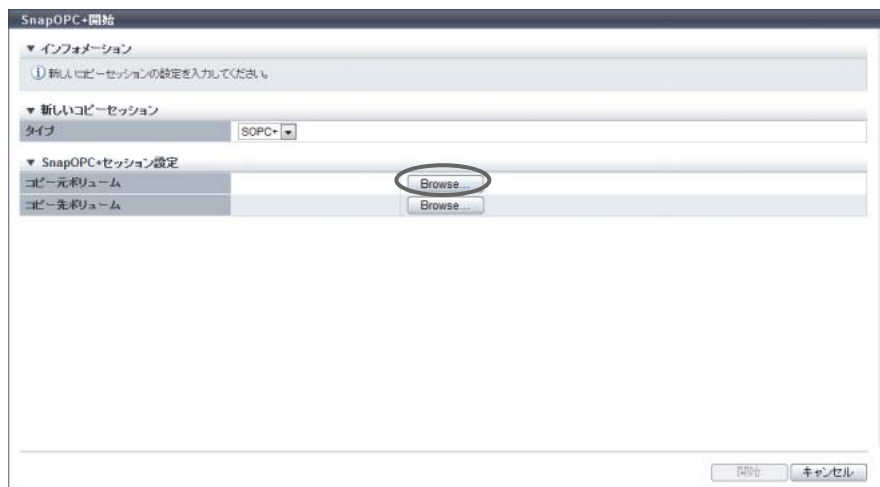 SnapOPC+開始
▼ インフォメーション
新しいコピーセッションの設定を入力してください。
▼ 新しいコピーセッション
タイプ SOPC+
▼ SnapOPC+セッション設定
コピー元ボリューム Browse...
コピー先ボリューム Browse...
開始 キャンセル